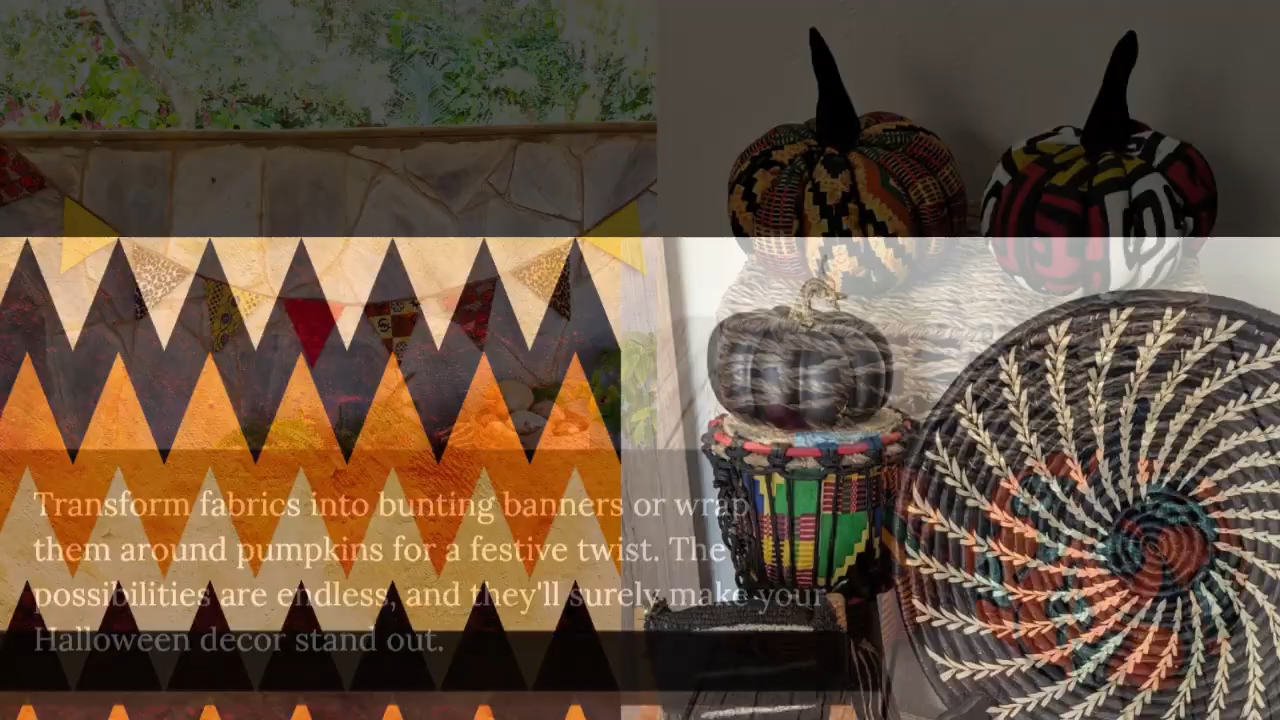 Transform fabrics into bunting banners or wrap
them around pumpkins for a festive twist. The
possibilities are endless, and they'll surely make your
Halloween decor stand out.